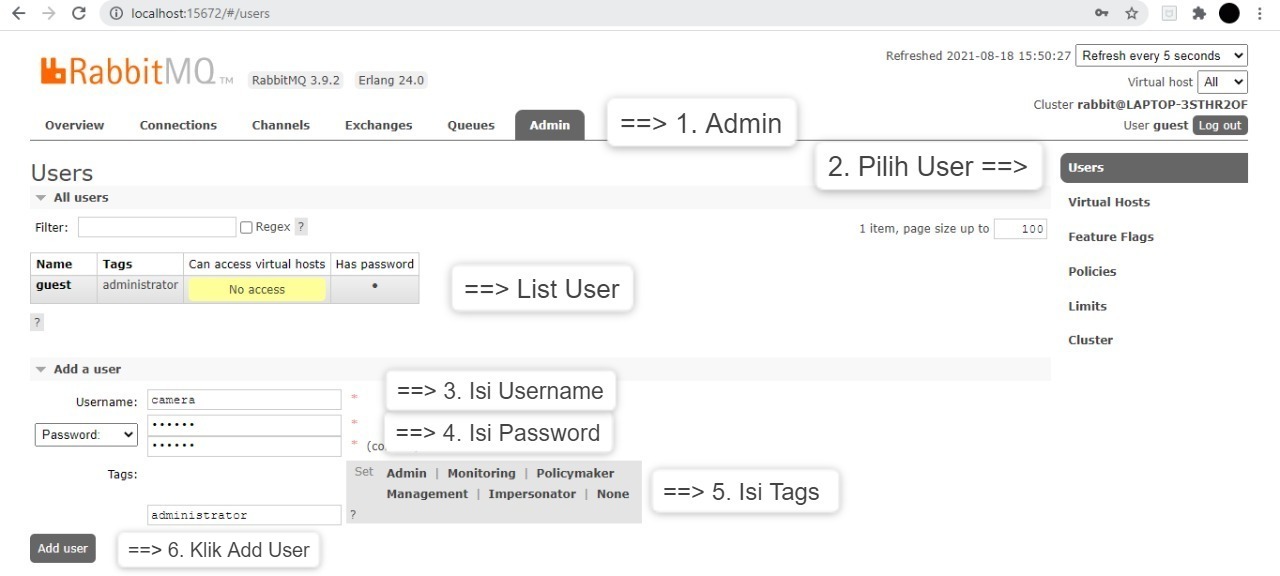 localhost:15672/#/users
Refreshed 2021-08-18 15:50:27 Refresh every 5 seconds
RabbitMQ TM RabbitMQ 3.9.2 Erlang 24.0
Virtual host All
Cluster rabbit@LAPTOP-3STHR2OF
User guest Log out
Overview Connections Channels Exchanges Queues Admin ==> 1. Admin
2. Pilih User ==>
Users
Virtual Hosts
Feature Flags
Policies
Limits
Cluster
Users
All users
Filter: Regex ?
1 item, page size up to 100
Name Tags Can access virtual hosts Has password
guest administrator No access •
==> List User
?
Add a user
Username: camera * ==> 3. Isi Username
Password: •••••• * ==> 4. Isi Password
•••••• *
Tags: Set Admin | Monitoring | Policymaker
Management | Impersonator | None
==> 5. Isi Tags
administrator ?
Add user ==> 6. Klik Add User